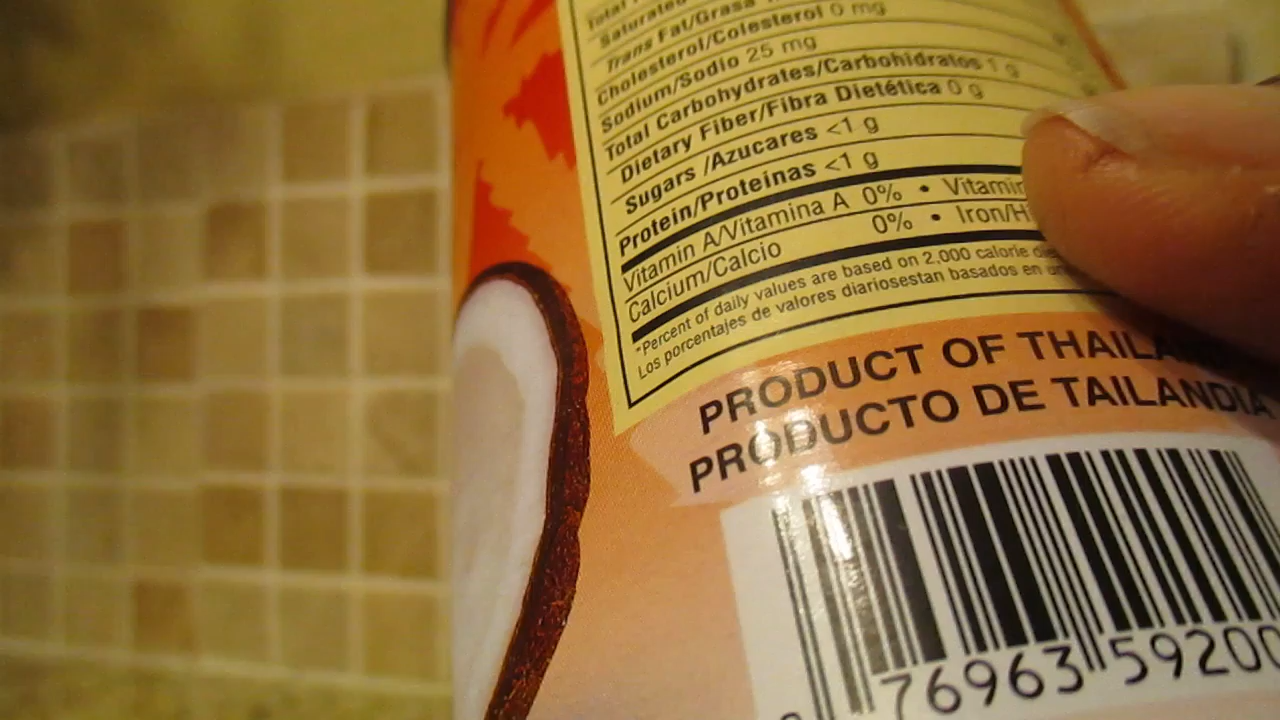 Total
Saturated
Trans Fat/Grasa
Cholesterol/Colesterol 0 mg
Sodium/Sodio 25 mg
Total Carbohydrates/Carbohidratos 1 g
Dietary Fiber/Fibra Dietética 0 g
Sugars /Azucares <1 g
Protein/Proteinas <1 g
Vitamin A/Vitamina A 0% • Vitamin
Calcium/Calcio 0% • Iron/H
*Percent of daily values are based on 2,000 calorie
Los porcentajes de valores diariosestan basados en
PRODUCT OF THAILA
PRODUCTO DE TAILANDIA
76963 59200